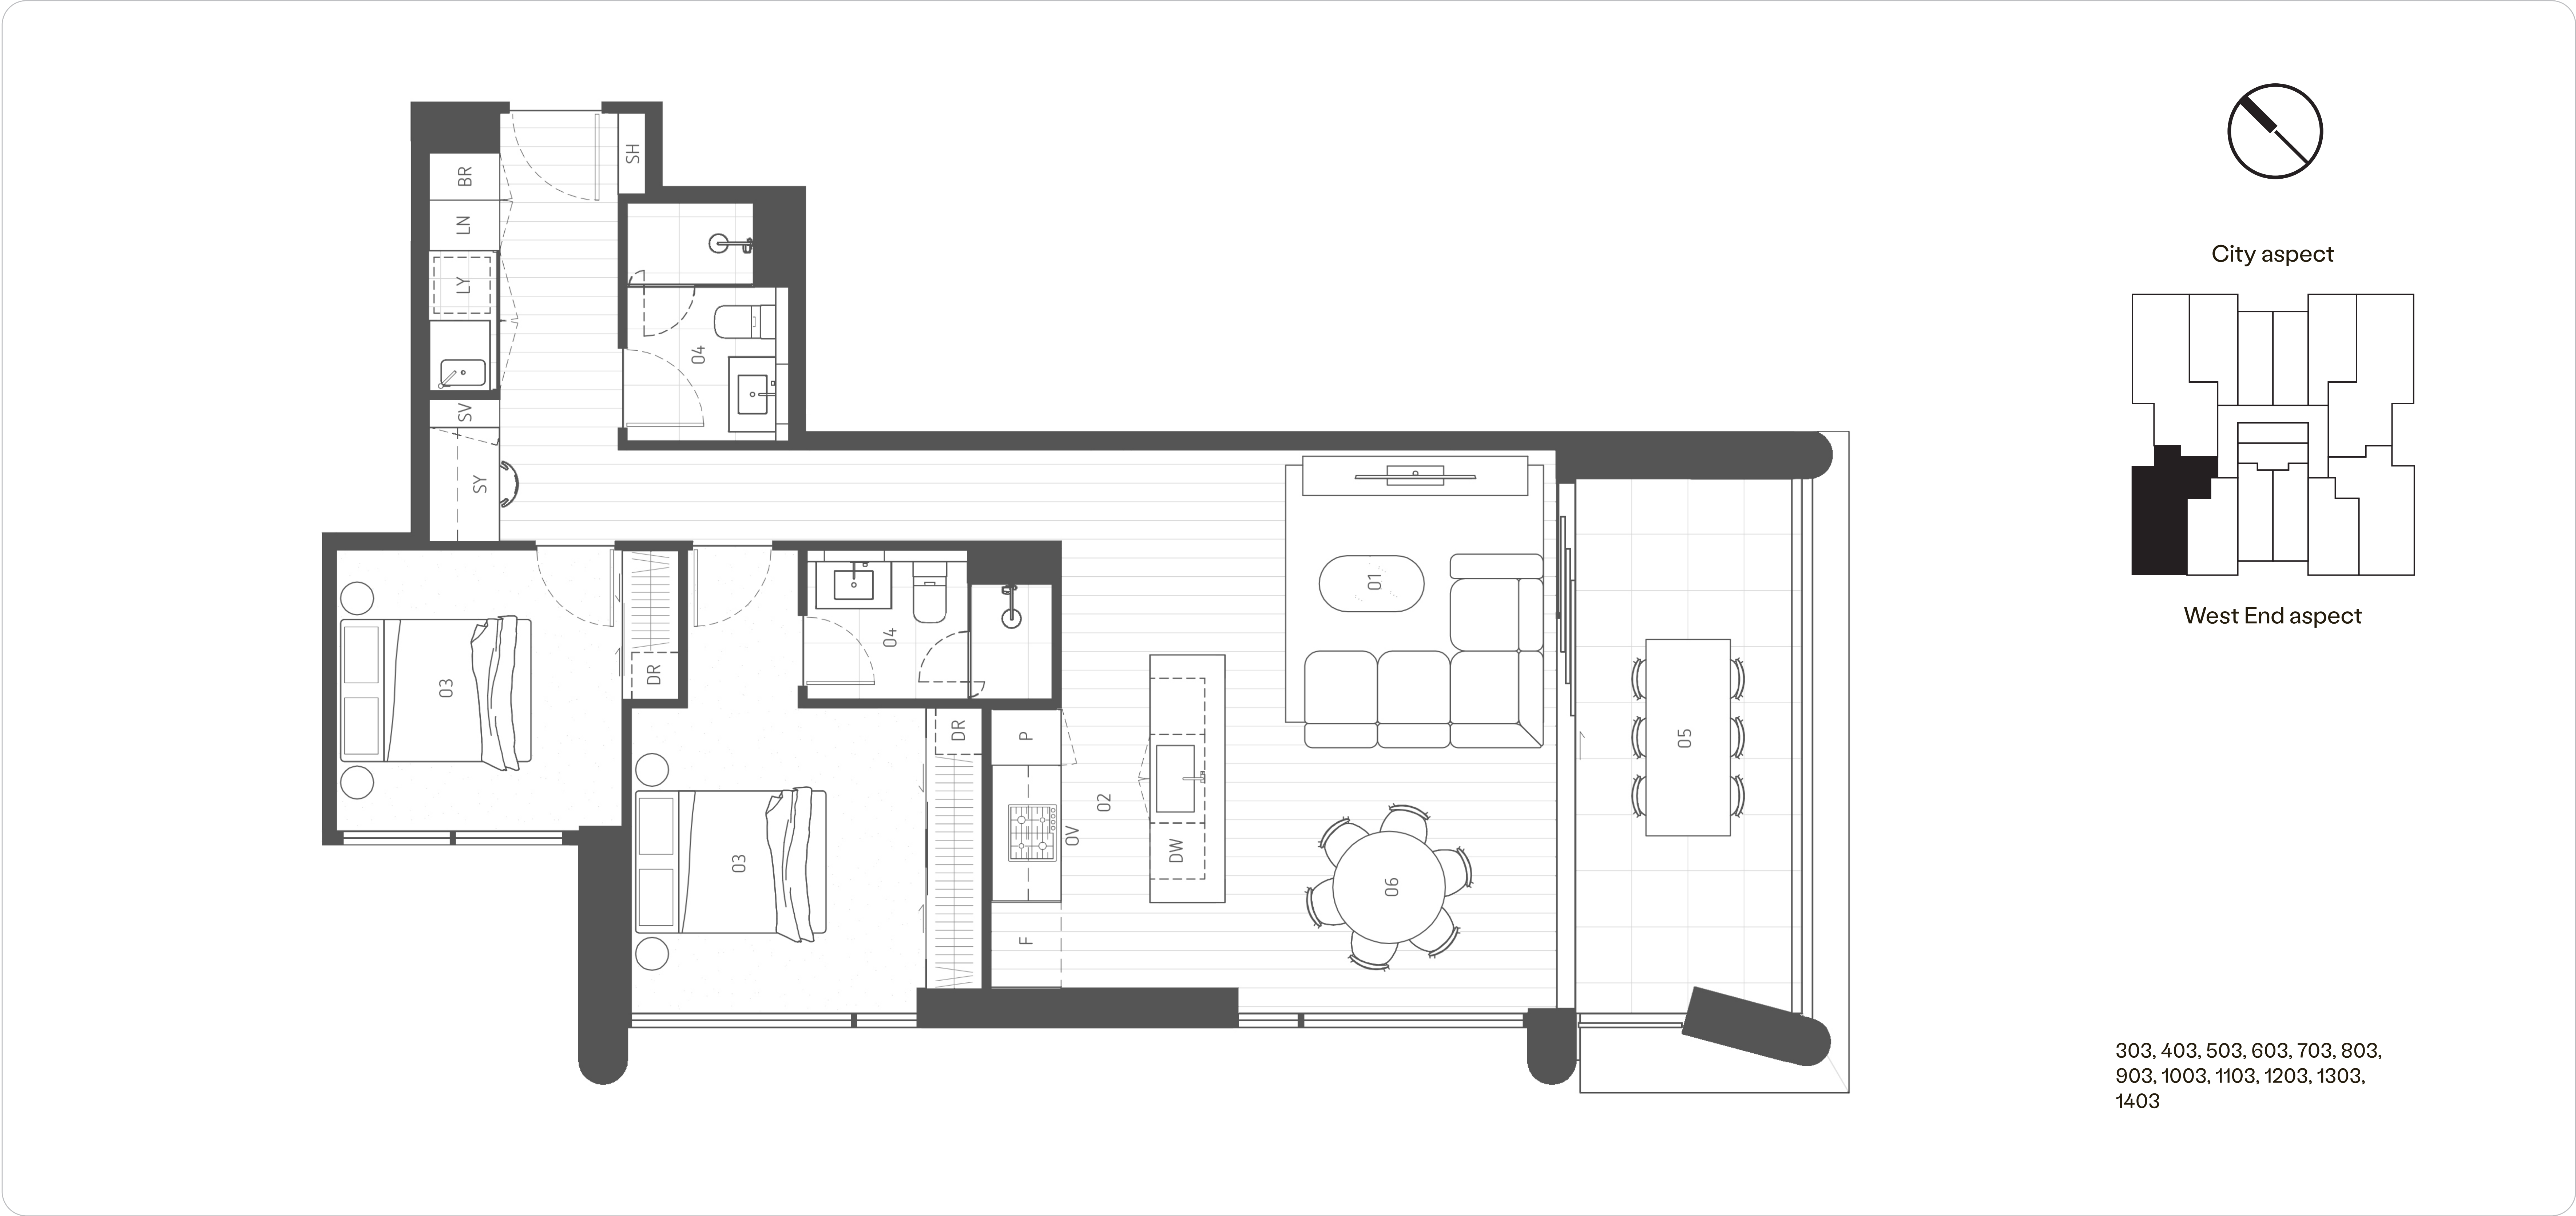 BR
SH
LN
LY
04
SV
SY
01
04
03
DR
DR
P
05
02
OV
DW
03
06
F
City aspect
West End aspect
303, 403, 503, 603, 703, 803,
903, 1003, 1103, 1203, 1303,
1403